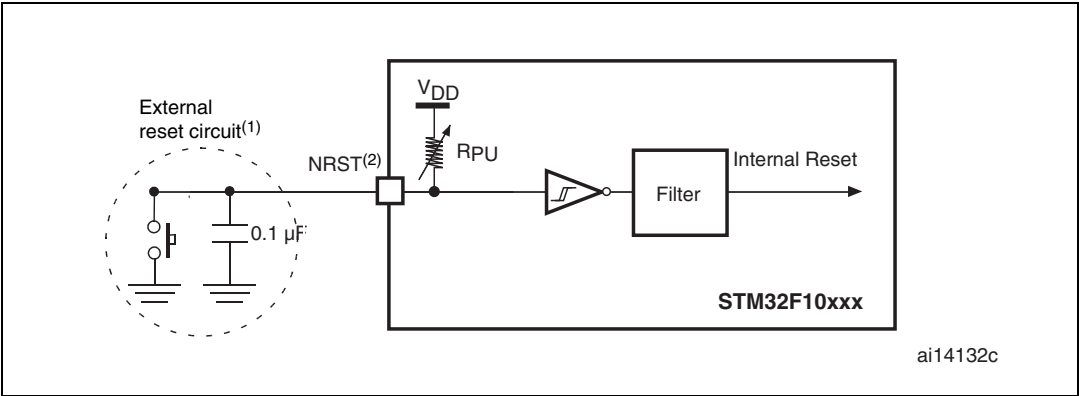 VDD
External
reset circuit(1)
NRST(2)
RPU
Internal Reset
Filter
0.1 µF
STM32F10xxx
ai14132c